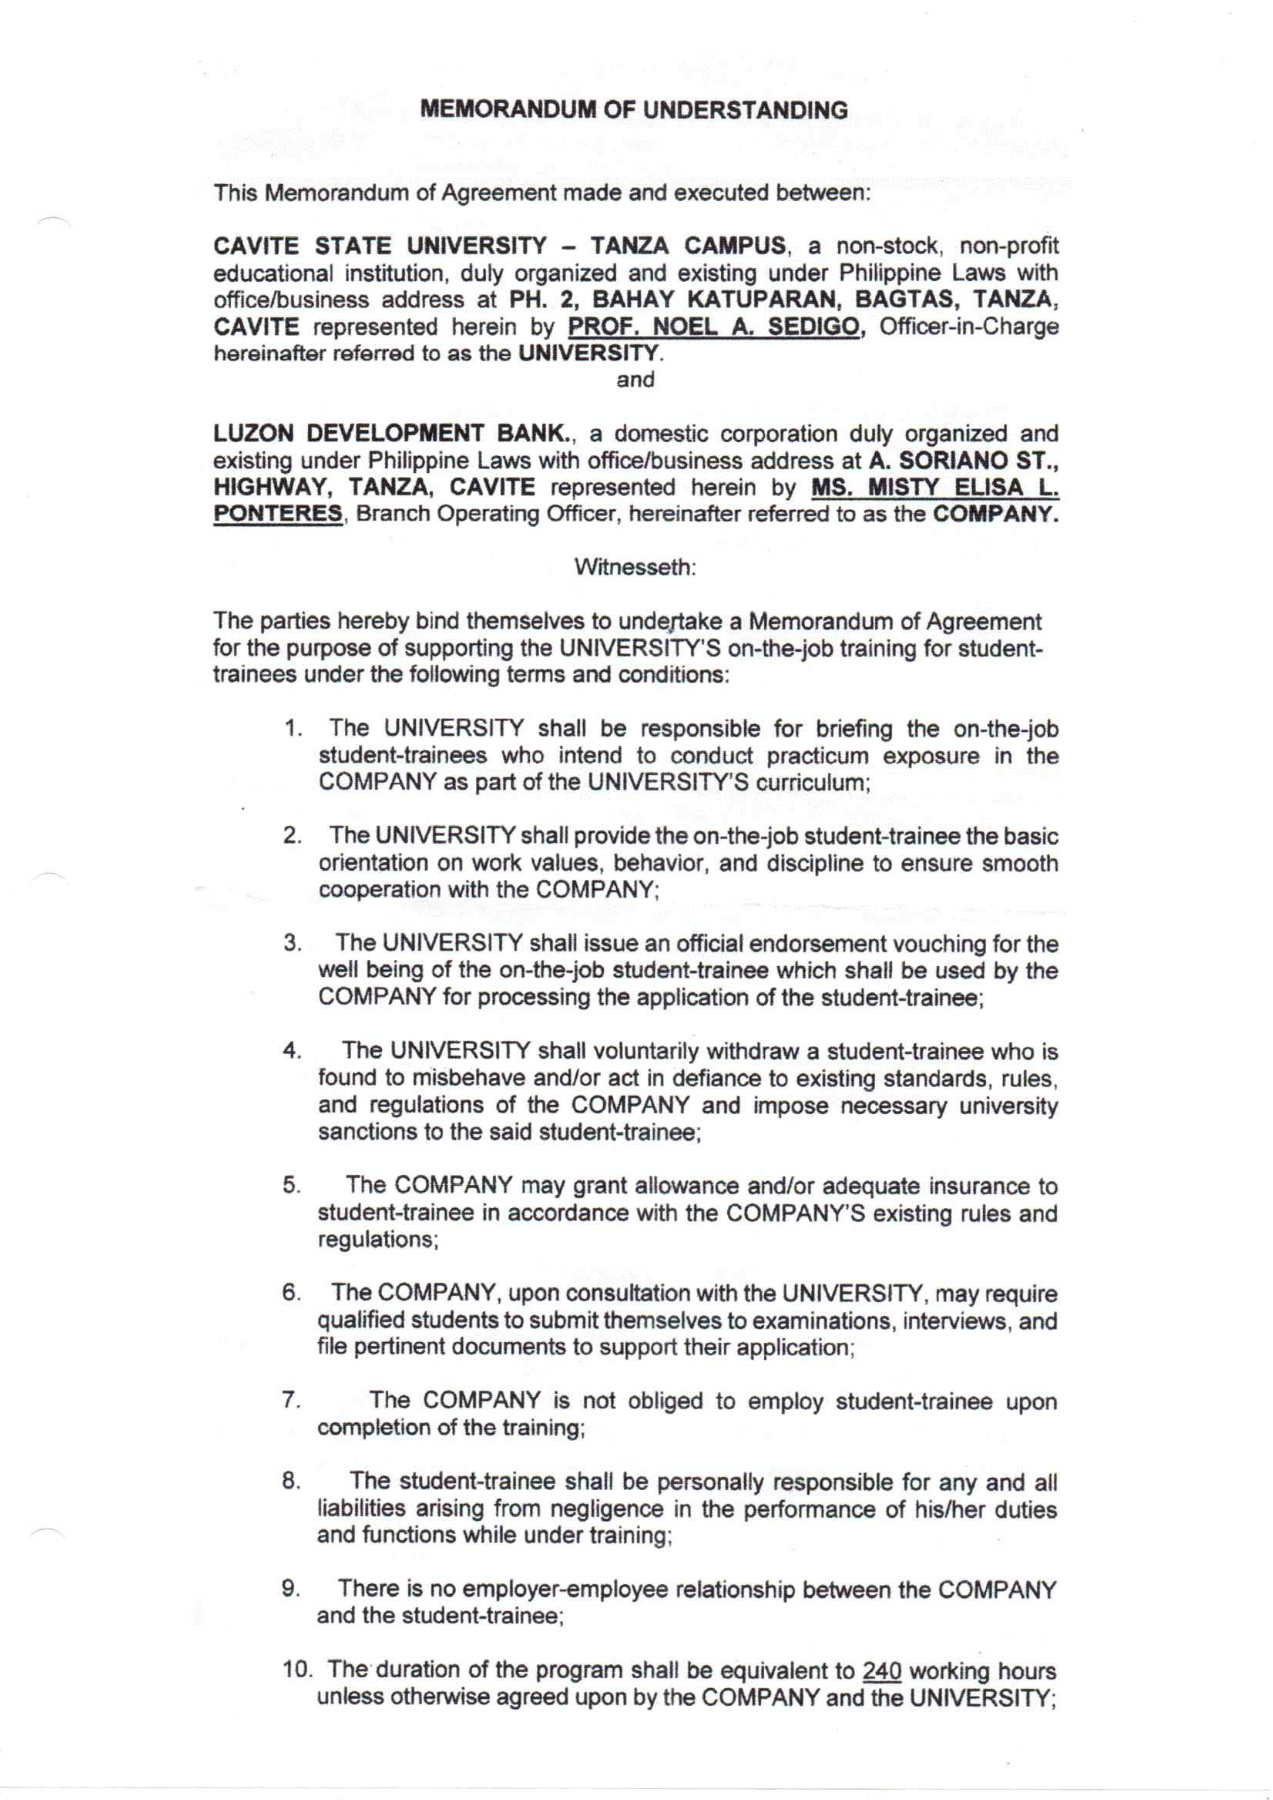 MEMORANDUM OF UNDERSTANDING
This Memorandum of Agreement made and executed between:
CAVITE STATE UNIVERSITY – TANZA CAMPUS, a non-stock, non-profit
educational institution, duly organized and existing under Philippine Laws with
office/business address at PH. 2, BAHAY KATUPARAN, BAGTAS, TANZA,
CAVITE represented herein by PROF. NOEL A. SEDIGO, Officer-in-Charge
hereinafter referred to as the UNIVERSITY.
and
LUZON DEVELOPMENT BANK., a domestic corporation duly organized and
existing under Philippine Laws with office/business address at A. SORIANO ST.,
HIGHWAY, TANZA, CAVITE represented herein by MS. MISTY ELISA L.
PONTERES, Branch Operating Officer, hereinafter referred to as the COMPANY.
Witnesseth:
The parties hereby bind themselves to undertake a Memorandum of Agreement
for the purpose of supporting the UNIVERSITY'S on-the-job training for student-
trainees under the following terms and conditions:
1. The UNIVERSITY shall be responsible for briefing the on-the-job
student-trainees who intend to conduct practicum exposure in the
COMPANY as part of the UNIVERSITY'S curriculum;
2. The UNIVERSITY shall provide the on-the-job student-trainee the basic
orientation on work values, behavior, and discipline to ensure smooth
cooperation with the COMPANY;
3. The UNIVERSITY shall issue an official endorsement vouching for the
well being of the on-the-job student-trainee which shall be used by the
COMPANY for processing the application of the student-trainee;
4. The UNIVERSITY shall voluntarily withdraw a student-trainee who is
found to misbehave and/or act in defiance to existing standards, rules,
and regulations of the COMPANY and impose necessary university
sanctions to the said student-trainee;
5. The COMPANY may grant allowance and/or adequate insurance to
student-trainee in accordance with the COMPANY'S existing rules and
regulations;
6. The COMPANY, upon consultation with the UNIVERSITY, may require
qualified students to submit themselves to examinations, interviews, and
file pertinent documents to support their application;
7. The COMPANY is not obliged to employ student-trainee upon
completion of the training;
8. The student-trainee shall be personally responsible for any and all
liabilities arising from negligence in the performance of his/her duties
and functions while under training;
9. There is no employer-employee relationship between the COMPANY
and the student-trainee;
10. The duration of the program shall be equivalent to 240 working hours
unless otherwise agreed upon by the COMPANY and the UNIVERSITY;